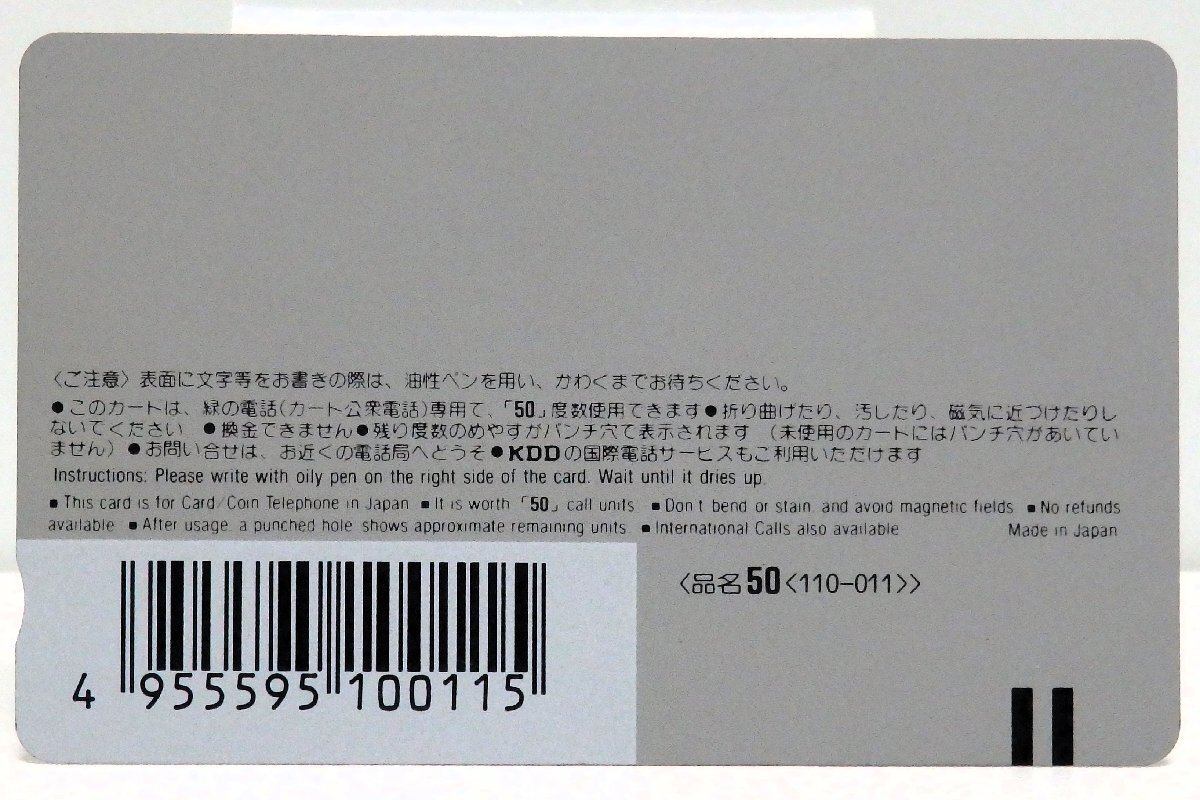 〈ご注意〉表面に文字等をお書きの際は、油性ペンを用い、かわくまでお待ちください。
●このカードは、緑の電話(カード公衆電話)専用で、「50」度数使用できます●折り曲げたり、汚したり、磁気に近づけたりし
ないでください ●換金できません●残り度数のめやすがパンチ穴で表示されます (未使用のカードにはパンチ穴があいてい
ません) ●お問い合せは、お近くの電話局へどうぞ●KDDの国際電話サービスもご利用いただけます
Instructions: Please write with oily pen on the right side of the card. Wait until it dries up.
■This card is for Card/Coin Telephone in Japan ■It is worth「50」call units ■Don't bend or stain, and avoid magnetic fields ■No refunds
available ■After usage, a punched hole shows approximate remaining units ■International Calls also available Made in Japan
〈品名50〈110-011〉〉
4 955595 100115